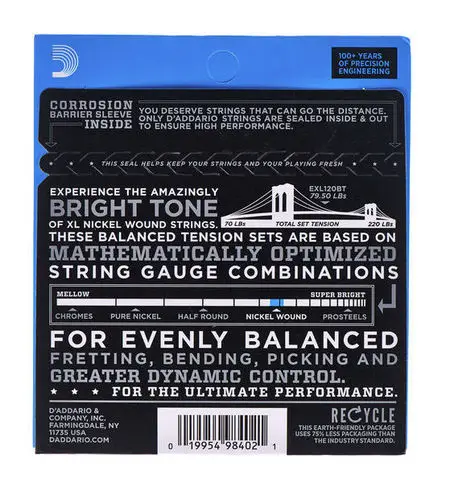 100+ YEARS
OF PRECISION
ENGINEERING
CORROSION
BARRIER SLEEVE
INSIDE
YOU DESERVE STRINGS THAT CAN GO THE DISTANCE.
ONLY D'ADDARIO STRINGS ARE SEALED INSIDE & OUT
TO ENSURE HIGH PERFORMANCE.
★ ★ ★ THIS SEAL HELPS KEEP YOUR STRINGS AND YOUR PLAYING FRESH ★ ★ ★
EXPERIENCE THE AMAZINGLY
BRIGHT TONE
OF XL NICKEL WOUND STRINGS.
EXL120BT
79.50 LBs
70 LBs TOTAL SET TENSION 220 LBs
THESE BALANCED TENSION SETS ARE BASED ON
MATHEMATICALLY OPTIMIZED
STRING GAUGE COMBINATIONS
MELLOW SUPER BRIGHT
CHROMES PURE NICKEL HALF ROUND NICKEL WOUND PROSTEELS
FOR EVENLY BALANCED
FRETTING, BENDING, PICKING AND
GREATER DYNAMIC CONTROL.
★ ★ ★ FOR THE ULTIMATE PERFORMANCE.
D'ADDARIO &
COMPANY, INC.
FARMINGDALE, NY
11735 USA
DADDARIO.COM
0 19954 98402 1
RECYCLE
THIS EARTH-FRIENDLY PACKAGE
USES 75% LESS PACKAGING THAN
THE INDUSTRY STANDARD.